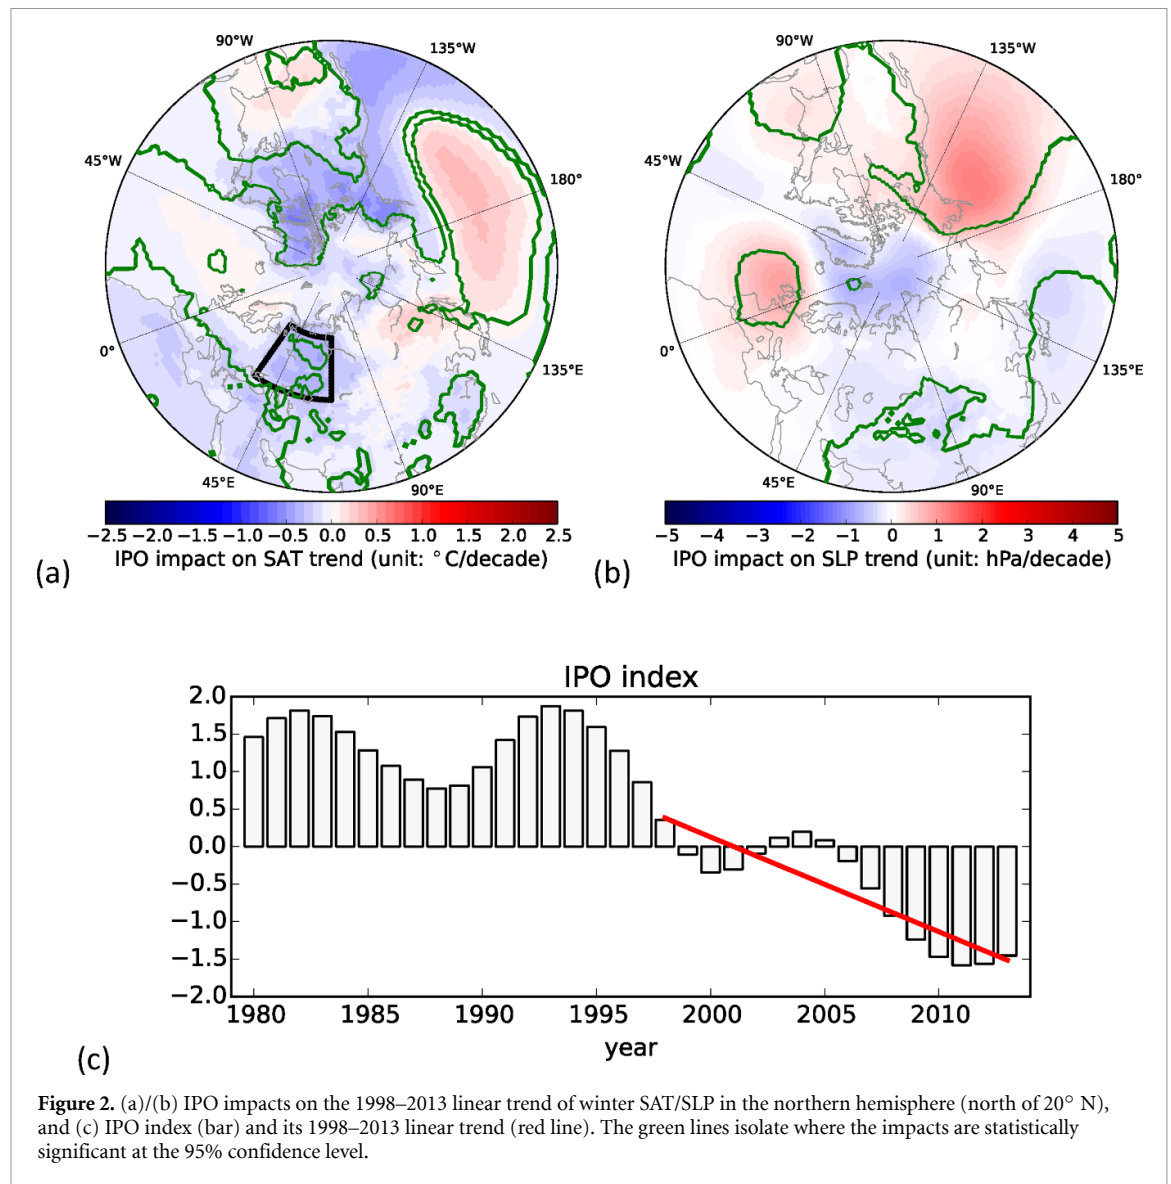 90°W
135°W
180°
135°E
90°E
45°E
0°
45°W
−2.5 −2.0 −1.5 −1.0 −0.5 0.0 0.5 1.0 1.5 2.0 2.5
IPO impact on SAT trend (unit: °C/decade)
(a)
90°W
135°W
180°
135°E
90°E
45°E
0°
45°W
−5 −4 −3 −2 −1 0 1 2 3 4 5
IPO impact on SLP trend (unit: hPa/decade)
(b)
IPO index
2.0
1.5
1.0
0.5
0.0
−0.5
−1.0
−1.5
−2.0
1980 1985 1990 1995 2000 2005 2010
year
(c)
Figure 2. (a)/(b) IPO impacts on the 1998–2013 linear trend of winter SAT/SLP in the northern hemisphere (north of 20° N),
and (c) IPO index (bar) and its 1998–2013 linear trend (red line). The green lines isolate where the impacts are statistically
significant at the 95% confidence level.